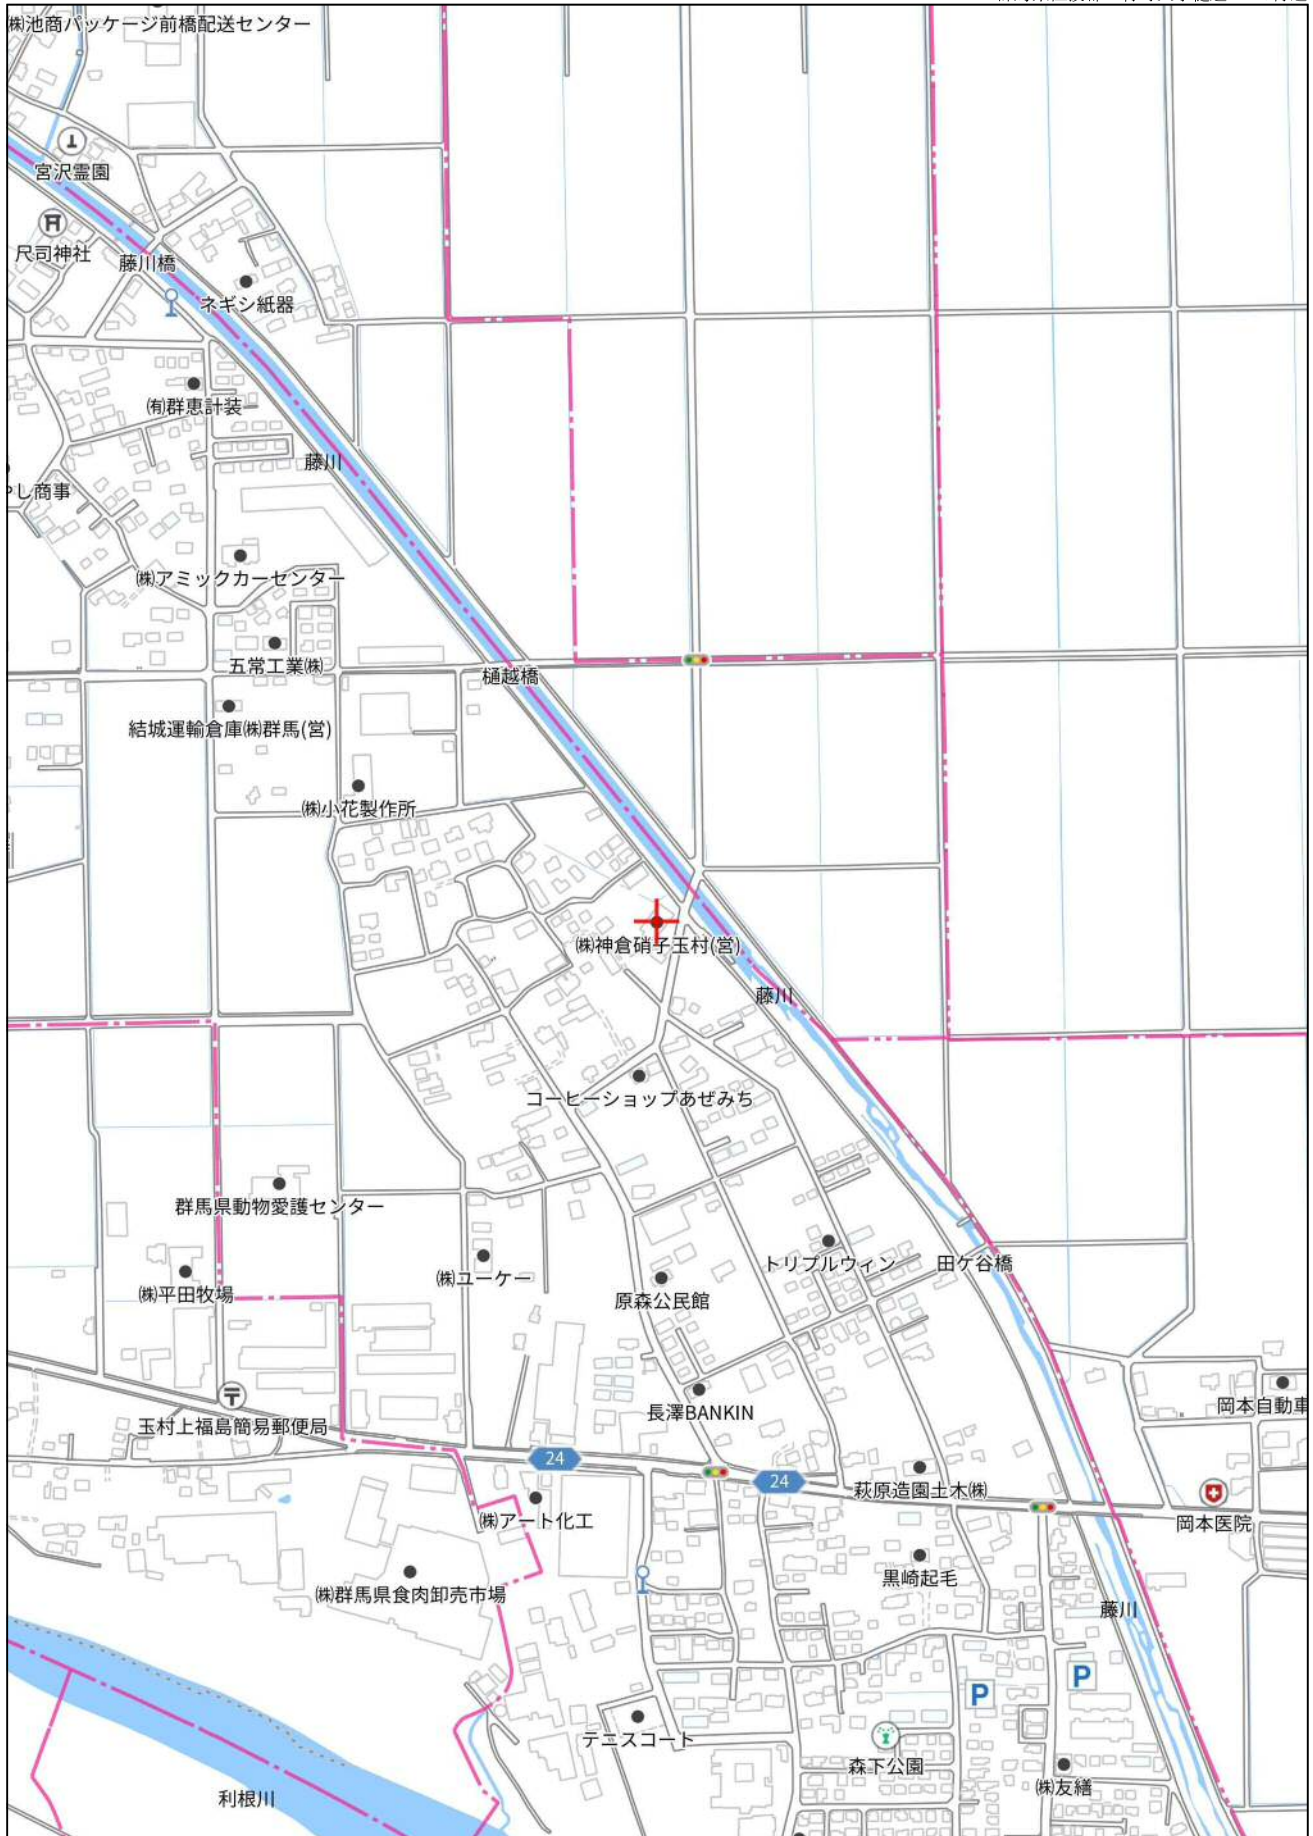 ㈱池商パッケージ前橋配送センター
宮沢霊園
尺司神社
藤川橋
ネギシ紙器
㈲群恵計装
藤川
やし商事
㈱アミックカーセンター
五常工業㈱
樋越橋
結城運輸倉庫㈱群馬(営)
㈱小花製作所
㈱神倉硝子玉村(営)
藤川
コーヒーショップあぜみち
群馬県動物愛護センター
トリプルウィン
田ケ谷橋
㈱ユーケー
㈱平田牧場
原森公民館
岡本自動車
長澤BANKIN
玉村上福島簡易郵便局
24
24
萩原造園土木㈱
㈱アート化工
岡本医院
黒崎起毛
㈱群馬県食肉卸売市場
藤川
P
P
テニスコート
森下公園
㈱友繕
利根川